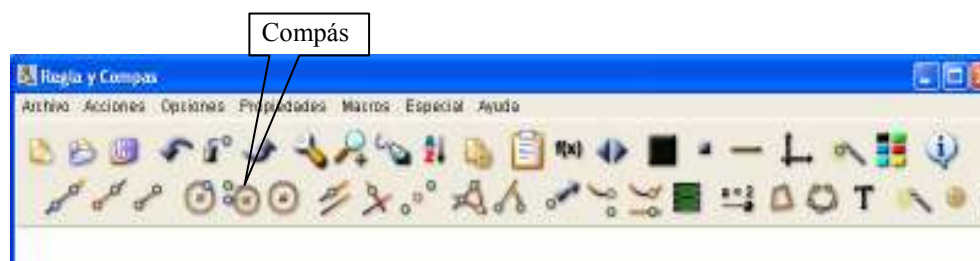 Compás
Regla y Compas
Archivo Acciones Opciones Propiedades Macros Especial Ayuda
f(x)
T